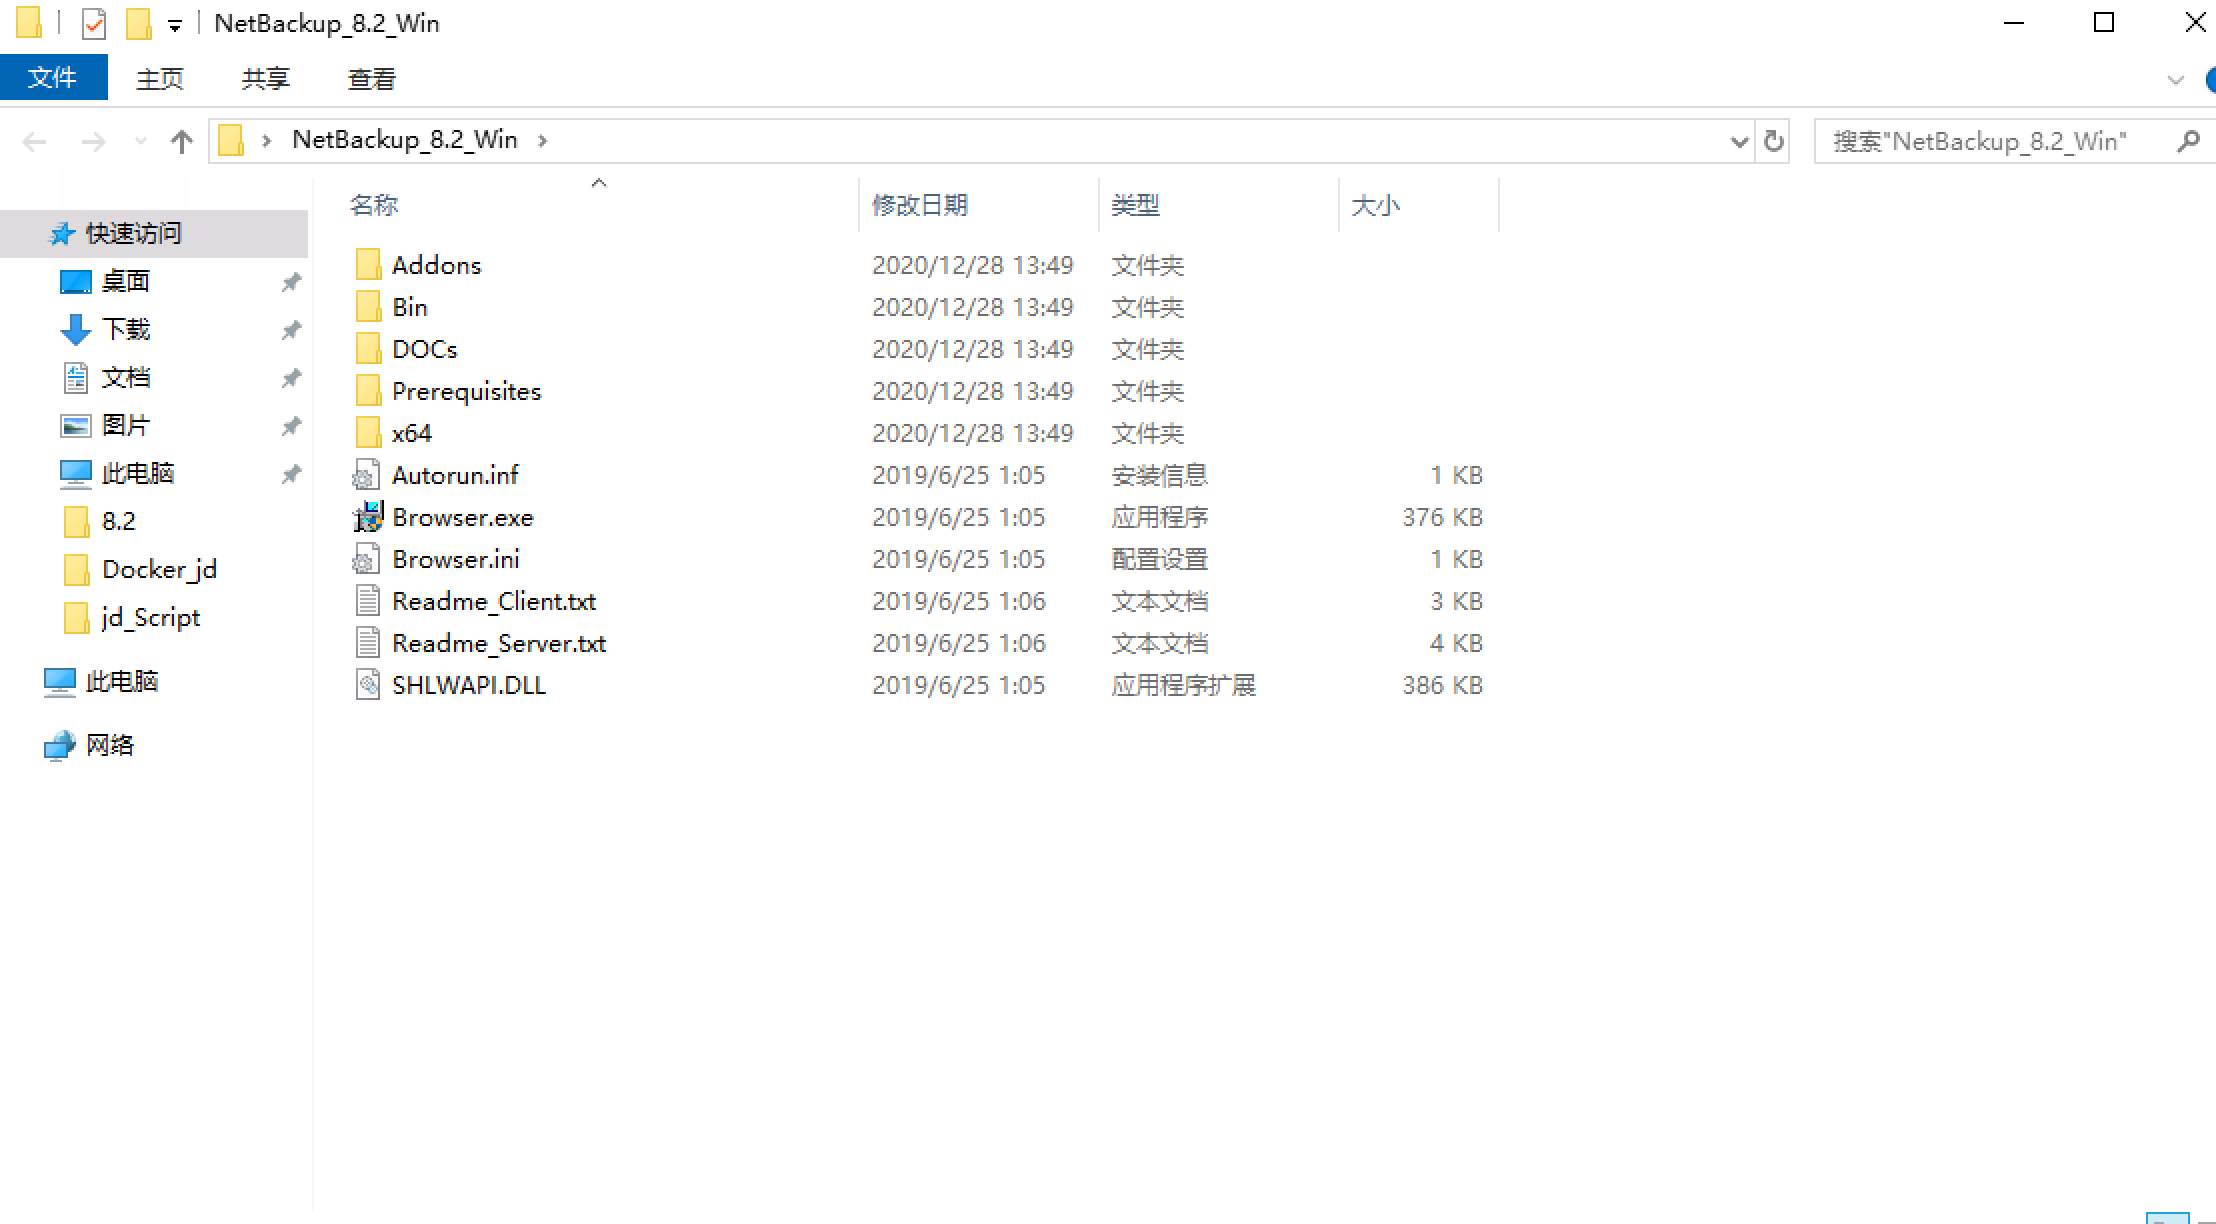 NetBackup_8.2_Win
文件 主页 共享 查看
NetBackup_8.2_Win 搜索"NetBackup_8.2_Win"
名称 修改日期 类型 大小
快速访问
桌面
下载
文档
图片
此电脑
8.2
Docker_jd
jd_Script
此电脑
网络
Addons 2020/12/28 13:49 文件夹
Bin 2020/12/28 13:49 文件夹
DOCs 2020/12/28 13:49 文件夹
Prerequisites 2020/12/28 13:49 文件夹
x64 2020/12/28 13:49 文件夹
Autorun.inf 2019/6/25 1:05 安装信息 1 KB
Browser.exe 2019/6/25 1:05 应用程序 376 KB
Browser.ini 2019/6/25 1:05 配置设置 1 KB
Readme_Client.txt 2019/6/25 1:06 文本文档 3 KB
Readme_Server.txt 2019/6/25 1:06 文本文档 4 KB
SHLWAPI.DLL 2019/6/25 1:05 应用程序扩展 386 KB